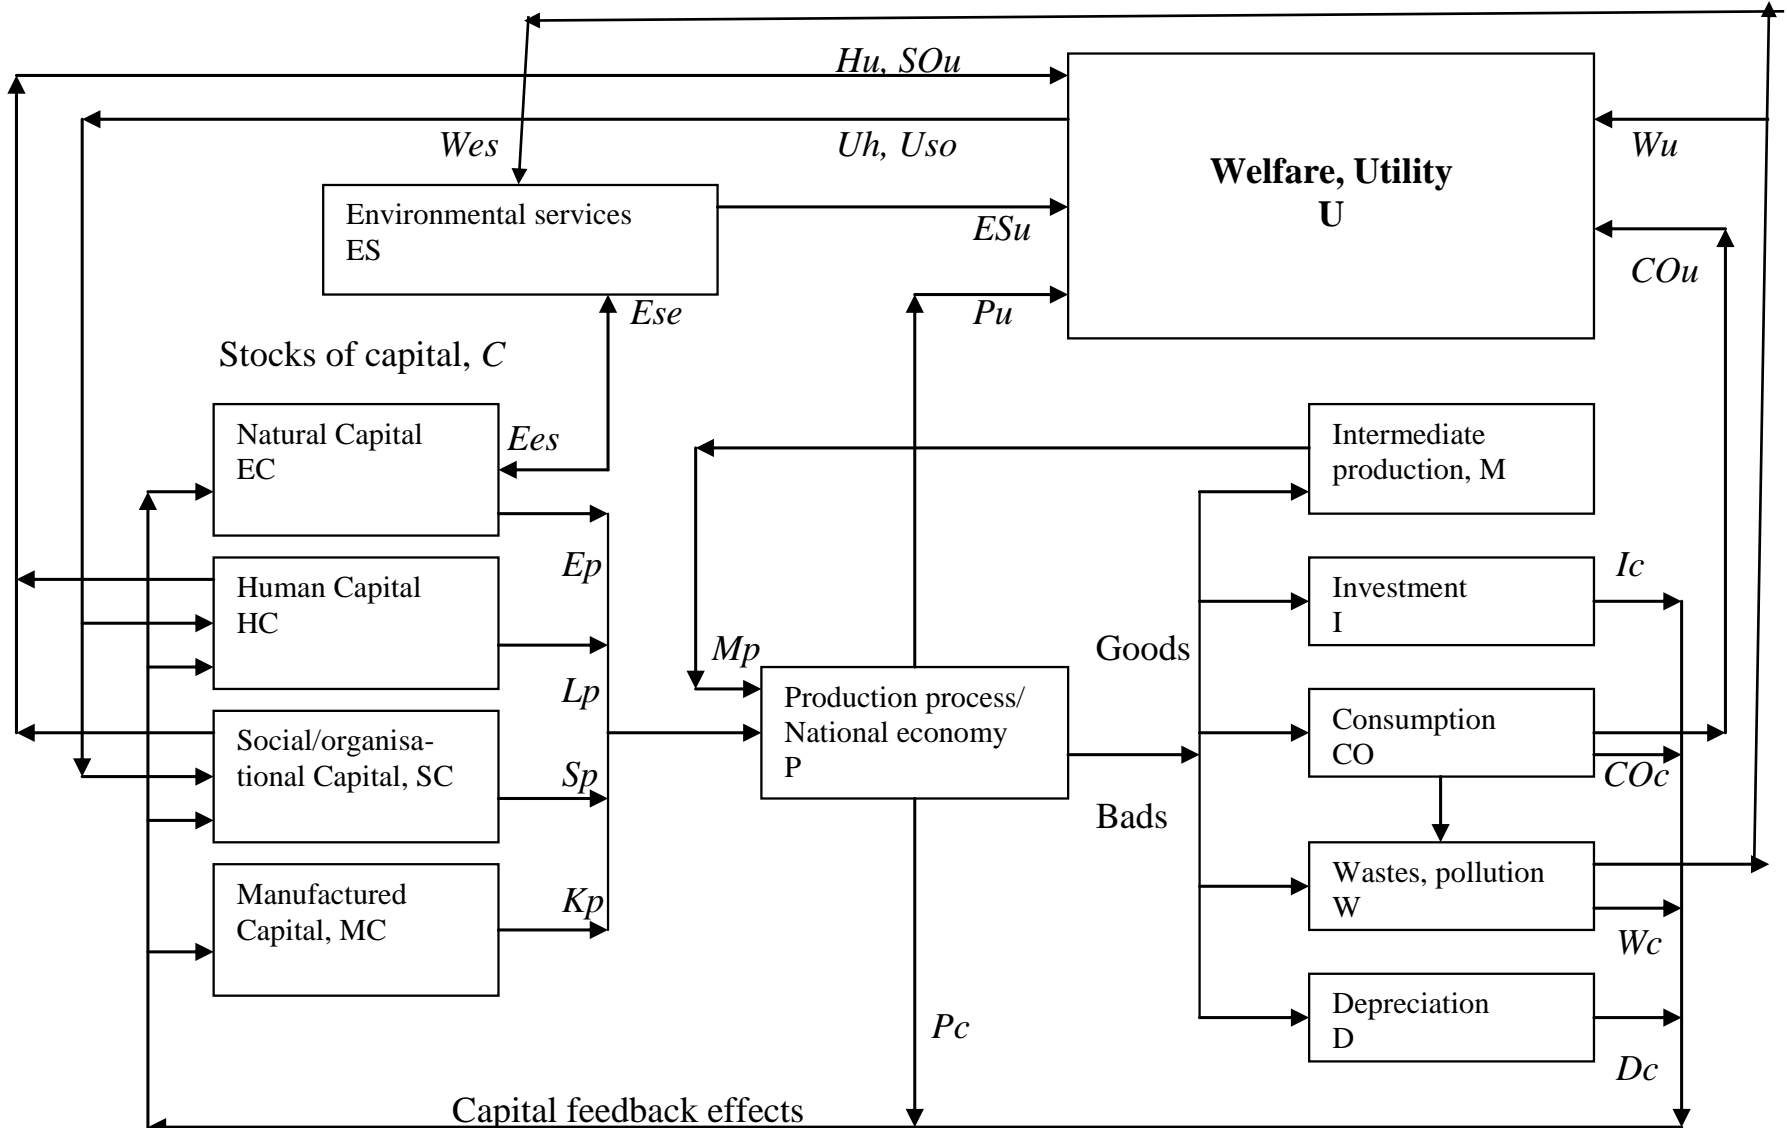 Hu, SOu
Wes
Uh, Uso
Wu
Welfare, Utility
U
Environmental services
ES
ESu
COu
Ese
Pu
Stocks of capital, C
Natural Capital
EC
Ees
Intermediate
production, M
Ep
Human Capital
HC
Investment
I
Ic
Mp
Goods
Lp
Production process/
National economy
P
Social/organisa-
tional Capital, SC
Sp
Consumption
CO
COc
Bads
Manufactured
Capital, MC
Kp
Wastes, pollution
W
Wc
Pc
Depreciation
D
Dc
Capital feedback effects